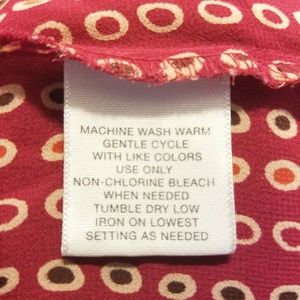 MACHINE WASH WARM
GENTLE CYCLE
WITH LIKE COLORS
USE ONLY
NON-CHLORINE BLEACH
WHEN NEEDED
TUMBLE DRY LOW
IRON ON LOWEST
SETTING AS NEEDED